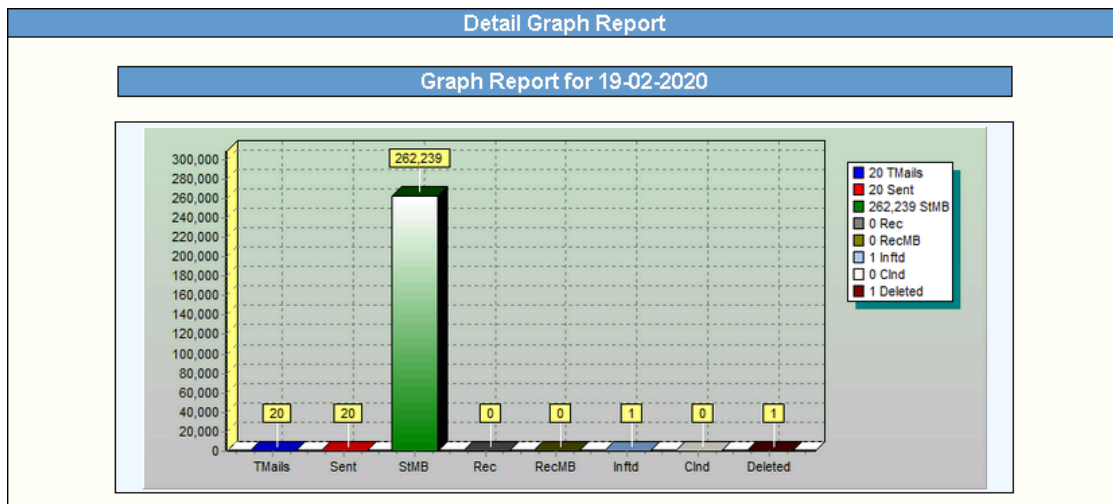 Detail Graph Report
Graph Report for 19-02-2020
300,000
280,000
260,000
240,000
220,000
200,000
180,000
160,000
140,000
120,000
100,000
80,000
60,000
40,000
20,000
0
262,239
20
20
0
0
1
0
1
TMails
Sent
StMB
Rec
RecMB
Inftd
Clnd
Deleted
20 TMails
20 Sent
262,239 StMB
0 Rec
0 RecMB
1 Inftd
0 Clnd
1 Deleted